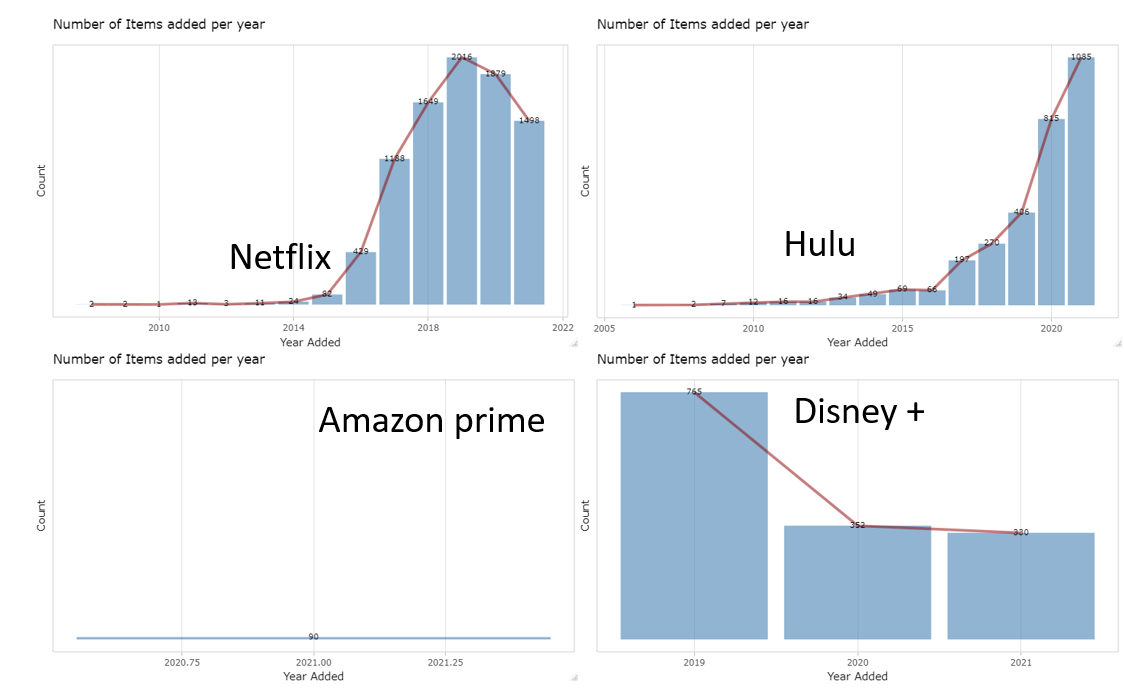 Number of Items added per year
Count
2 2 1 13 3 11 24 82 429 1188 1649 2016 1879 1498
Netflix
2010 2014 2018 2022
Year Added
Number of Items added per year
Count
1 2 7 12 16 16 34 49 69 66 197 270 406 815 1085
Hulu
2005 2010 2015 2020
Year Added
Number of Items added per year
Amazon prime
Count
90
2020.75 2021.00 2021.25
Year Added
Number of Items added per year
Disney +
Count
765 352 330
2019 2020 2021
Year Added